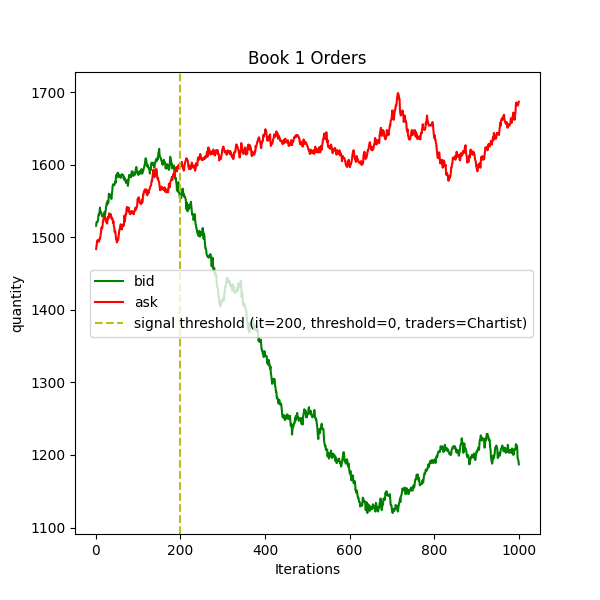 Book 1 Orders
1700
1600
1500
1400
1300
1200
1100
quantity
bid
ask
signal threshold (it=200, threshold=0, traders=Chartist)
0 200 400 600 800 1000
Iterations